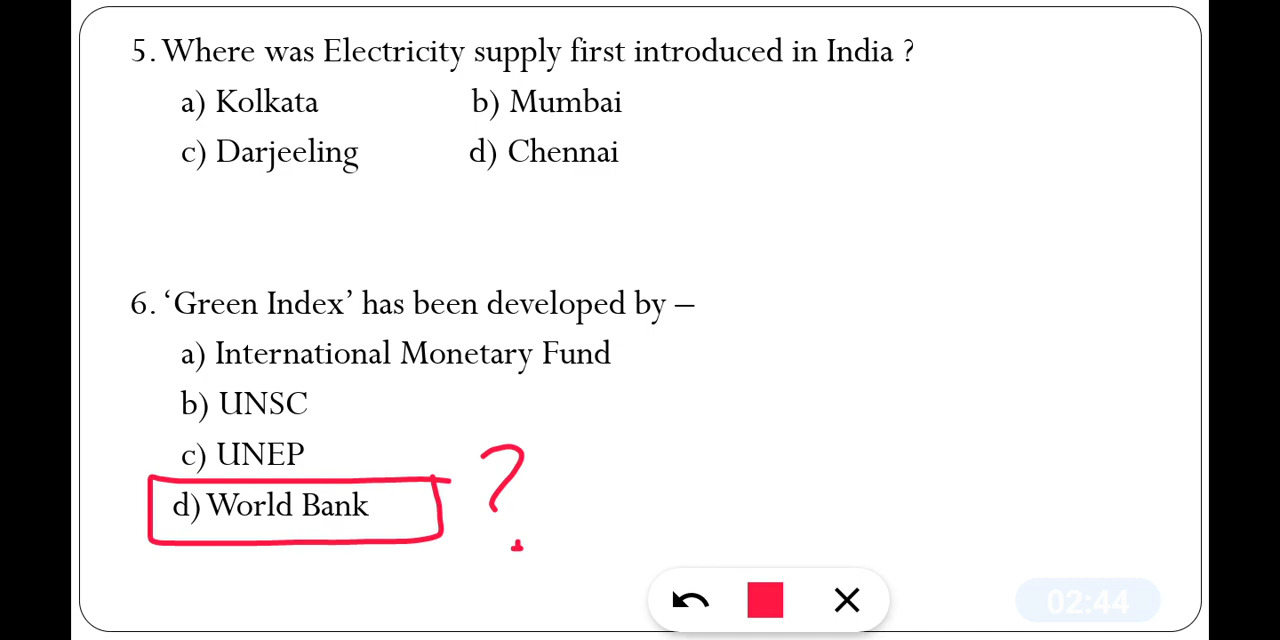 5. Where was Electricity supply first introduced in India ?
a) Kolkata b) Mumbai
c) Darjeeling d) Chennai
6. ‘Green Index’ has been developed by –
a) International Monetary Fund
b) UNSC
c) UNEP
d) World Bank ?
02:44